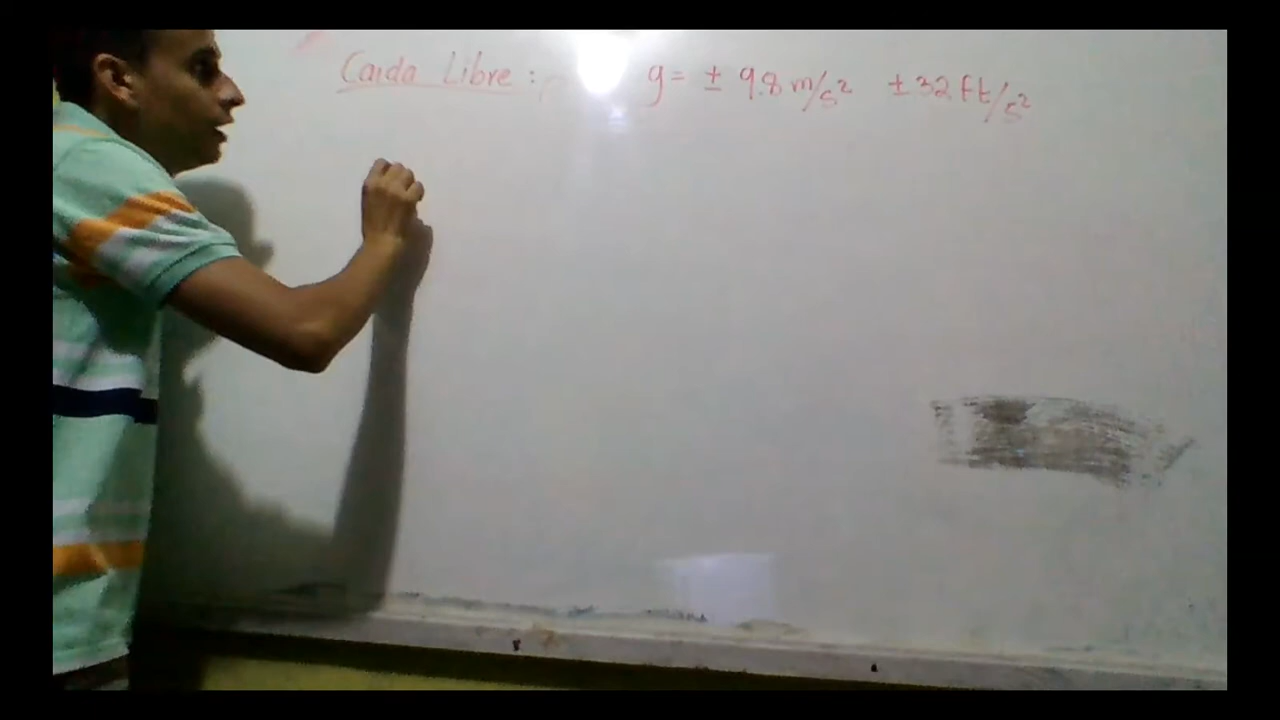 Caida Libre: g = ± 9.8 m/s² ± 32 ft/s²